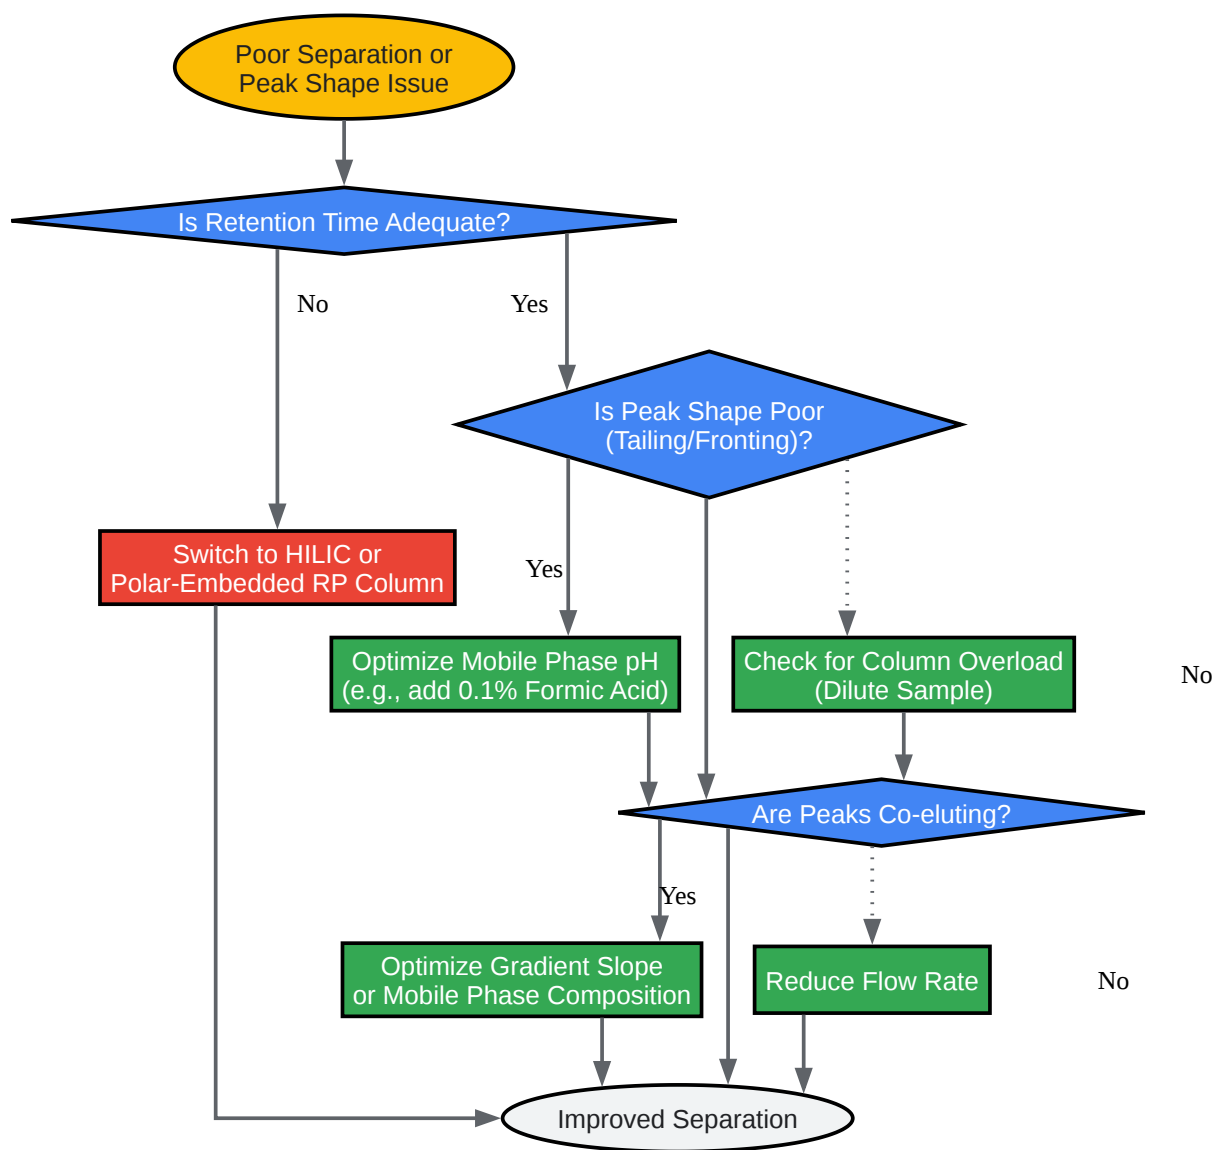 Poor Separation or
Peak Shape Issue
Is Retention Time Adequate?
No
Yes
Is Peak Shape Poor
(Tailing/Fronting)?
Switch to HILIC or
Polar-Embedded RP Column
Yes
Optimize Mobile Phase pH
(e.g., add 0.1% Formic Acid)
Check for Column Overload
(Dilute Sample)
No
Are Peaks Co-eluting?
Yes
Optimize Gradient Slope
or Mobile Phase Composition
Reduce Flow Rate
No
Improved Separation